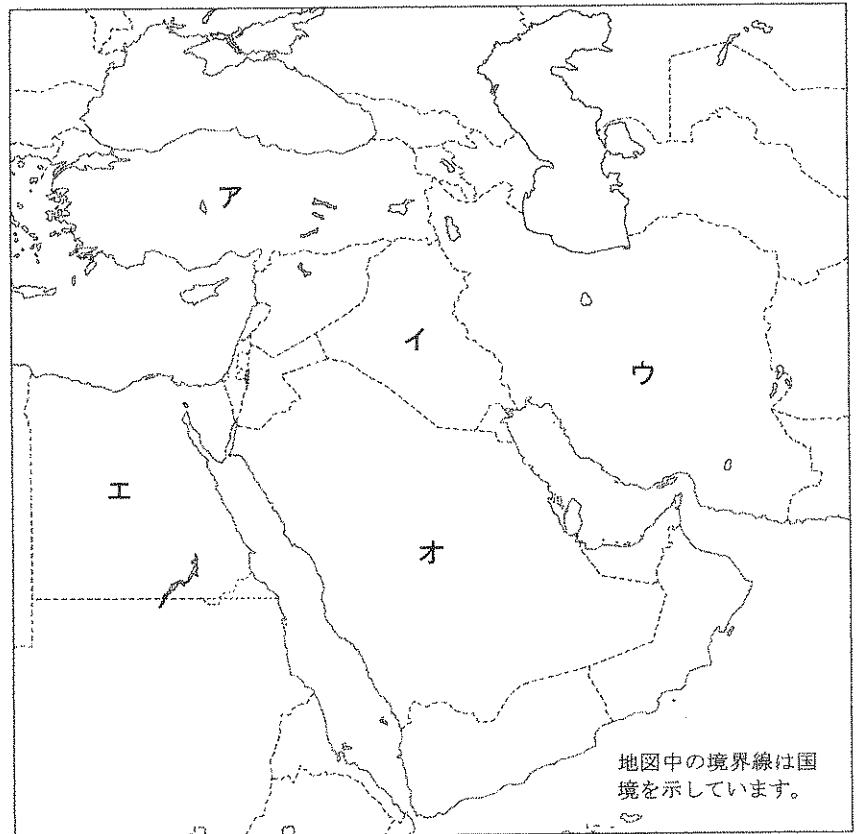 ア
イ
ウ
エ
オ
地図中の境界線は国
境を示しています。